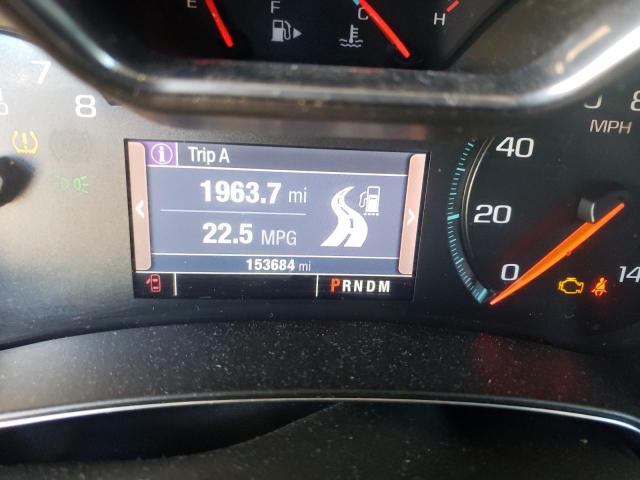 E F C H
7
8
8
MPH
Trip A
1963.7 mi
22.5 MPG
153684 mi
PRNDM
40
20
0
14